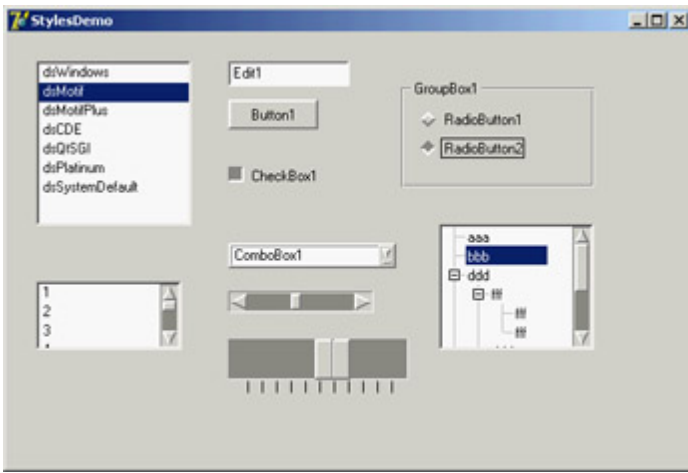 StylesDemo
dsWindows
dsMotif
dsMotifPlus
dsCDE
dsQtSGI
dsPlatinum
dsSystemDefault
Edit1
Button1
CheckBox1
GroupBox1
RadioButton1
RadioButton2
ComboBox1
1
2
3
aaa
bbb
ddd
fff
fff
fff